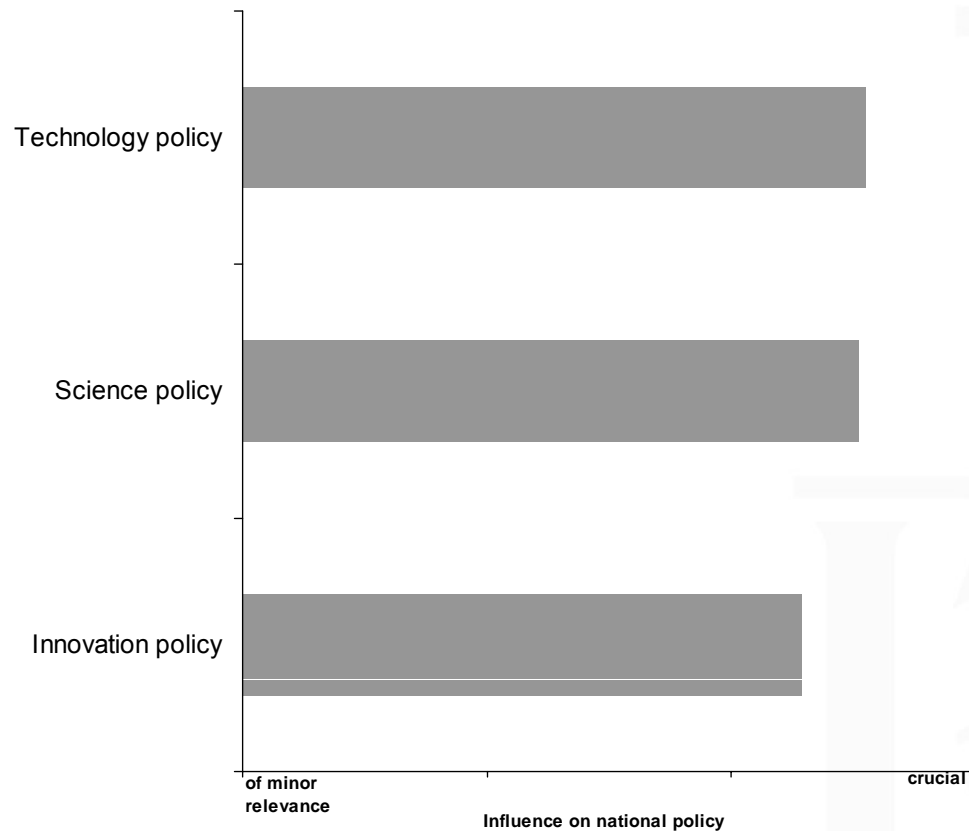 Technology policy
Science policy
Innovation policy
of minor
relevance
crucial
Influence on national policy